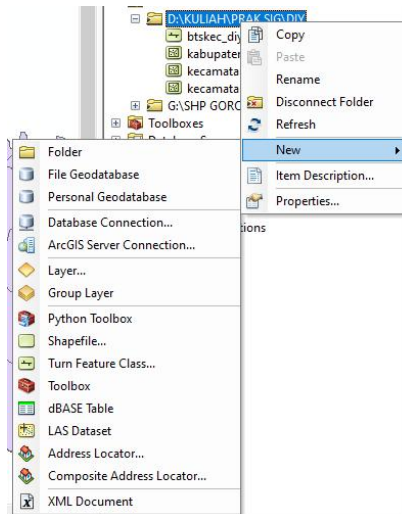 D:\KULIAH\PRAK SIG\DIY
btskec_diy
kabupaten
kecamata
kecamata
G:\SHP GORO
Toolboxes
Copy
Paste
Rename
Disconnect Folder
Refresh
New
Item Description...
Properties...
tions
Folder
File Geodatabase
Personal Geodatabase
Database Connection...
ArcGIS Server Connection...
Layer...
Group Layer
Python Toolbox
Shapefile...
Turn Feature Class...
Toolbox
dBASE Table
LAS Dataset
Address Locator...
Composite Address Locator...
XML Document